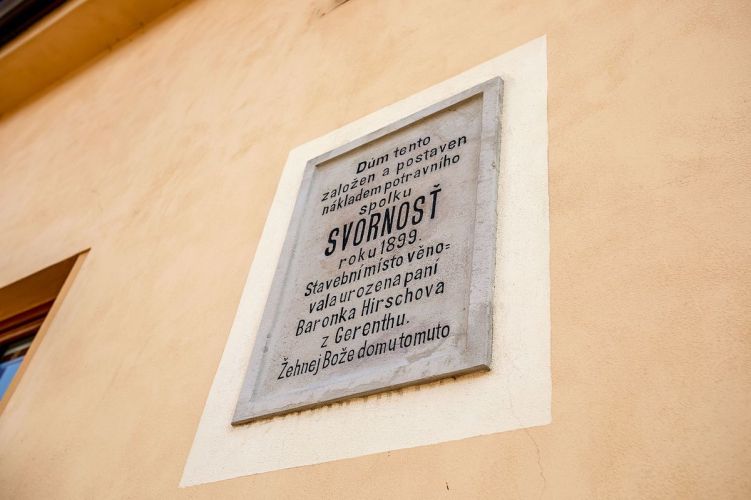 Dům tento
založen a postaven
nákladem potravního
spolku
SVORNOSŤ
roku 1899.
Stavební místo věno=
vala urozena paní
Baronka Hirschova
z Gerenthu.
Žehnej Bože domu tomuto